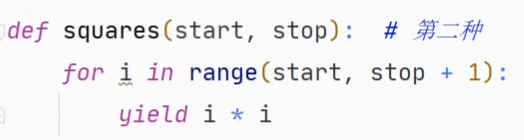 def squares(start, stop):  # 第二种
    for i in range(start, stop + 1):
        yield i * i